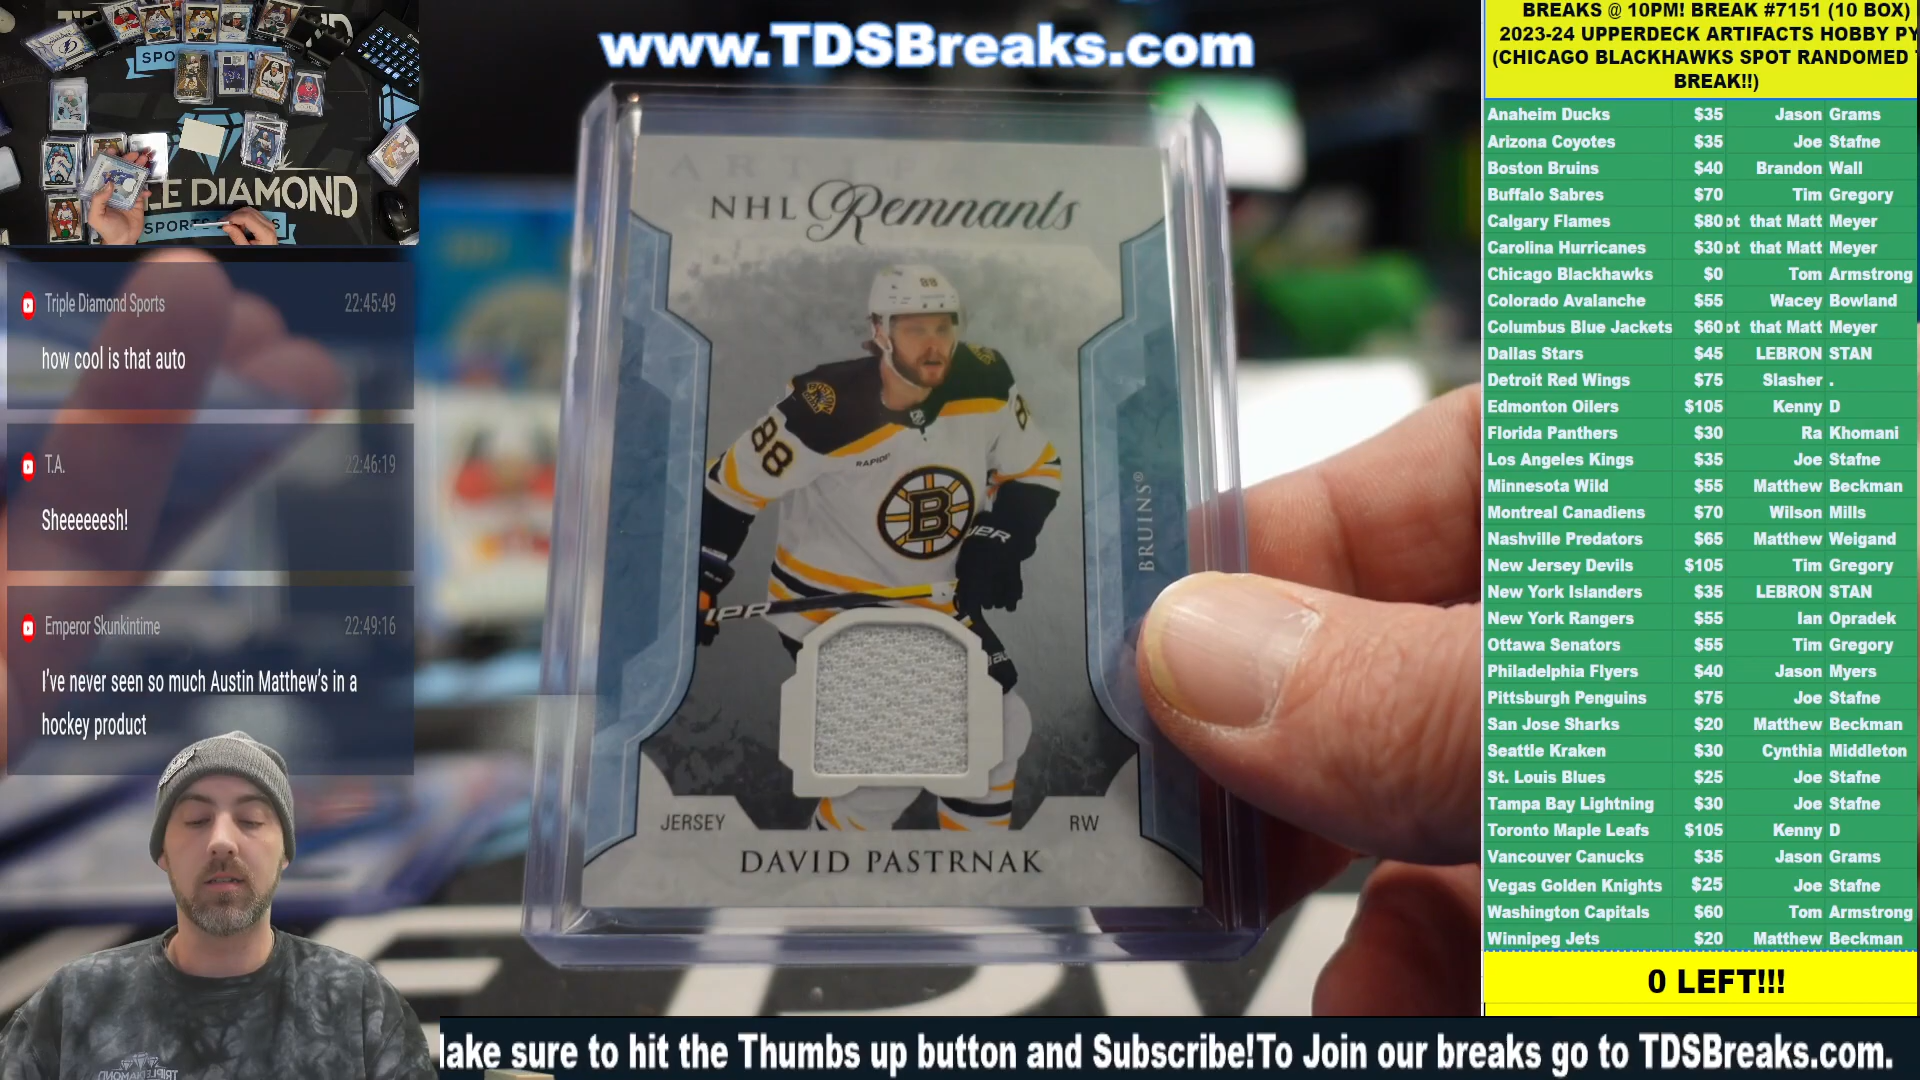 www.TDSBreaks.com
SPO
LE DIAMOND
SPORTS
Triple Diamond Sports 22:45:49
how cool is that auto
T.A. 22:46:19
Sheeeeeesh!
Emperor Skunkintime 22:49:16
I've never seen so much Austin Matthew's in a
hockey product
NHL Remnants
88
88
RAPID7
B
BRUINS®
JERSEY
RW
DAVID PASTRNAK
BREAKS @ 10PM! BREAK #7151 (10 BOX)
2023-24 UPPERDECK ARTIFACTS HOBBY PY
(CHICAGO BLACKHAWKS SPOT RANDOMED
BREAK!!)
Anaheim Ducks $35 Jason Grams
Arizona Coyotes $35 Joe Stafne
Boston Bruins $40 Brandon Wall
Buffalo Sabres $70 Tim Gregory
Calgary Flames $80 ot that Matt Meyer
Carolina Hurricanes $30 ot that Matt Meyer
Chicago Blackhawks $0 Tom Armstrong
Colorado Avalanche $55 Wacey Bowland
Columbus Blue Jackets $60 ot that Matt Meyer
Dallas Stars $45 LEBRON STAN
Detroit Red Wings $75 Slasher .
Edmonton Oilers $105 Kenny D
Florida Panthers $30 Ra Khomani
Los Angeles Kings $35 Joe Stafne
Minnesota Wild $55 Matthew Beckman
Montreal Canadiens $70 Wilson Mills
Nashville Predators $65 Matthew Weigand
New Jersey Devils $105 Tim Gregory
New York Islanders $35 LEBRON STAN
New York Rangers $55 Ian Opradek
Ottawa Senators $55 Tim Gregory
Philadelphia Flyers $40 Jason Myers
Pittsburgh Penguins $75 Joe Stafne
San Jose Sharks $20 Matthew Beckman
Seattle Kraken $30 Cynthia Middleton
St. Louis Blues $25 Joe Stafne
Tampa Bay Lightning $30 Joe Stafne
Toronto Maple Leafs $105 Kenny D
Vancouver Canucks $35 Jason Grams
Vegas Golden Knights $25 Joe Stafne
Washington Capitals $60 Tom Armstrong
Winnipeg Jets $20 Matthew Beckman
0 LEFT!!!
ake sure to hit the Thumbs up button and Subscribe!To Join our breaks go to TDSBreaks.com.